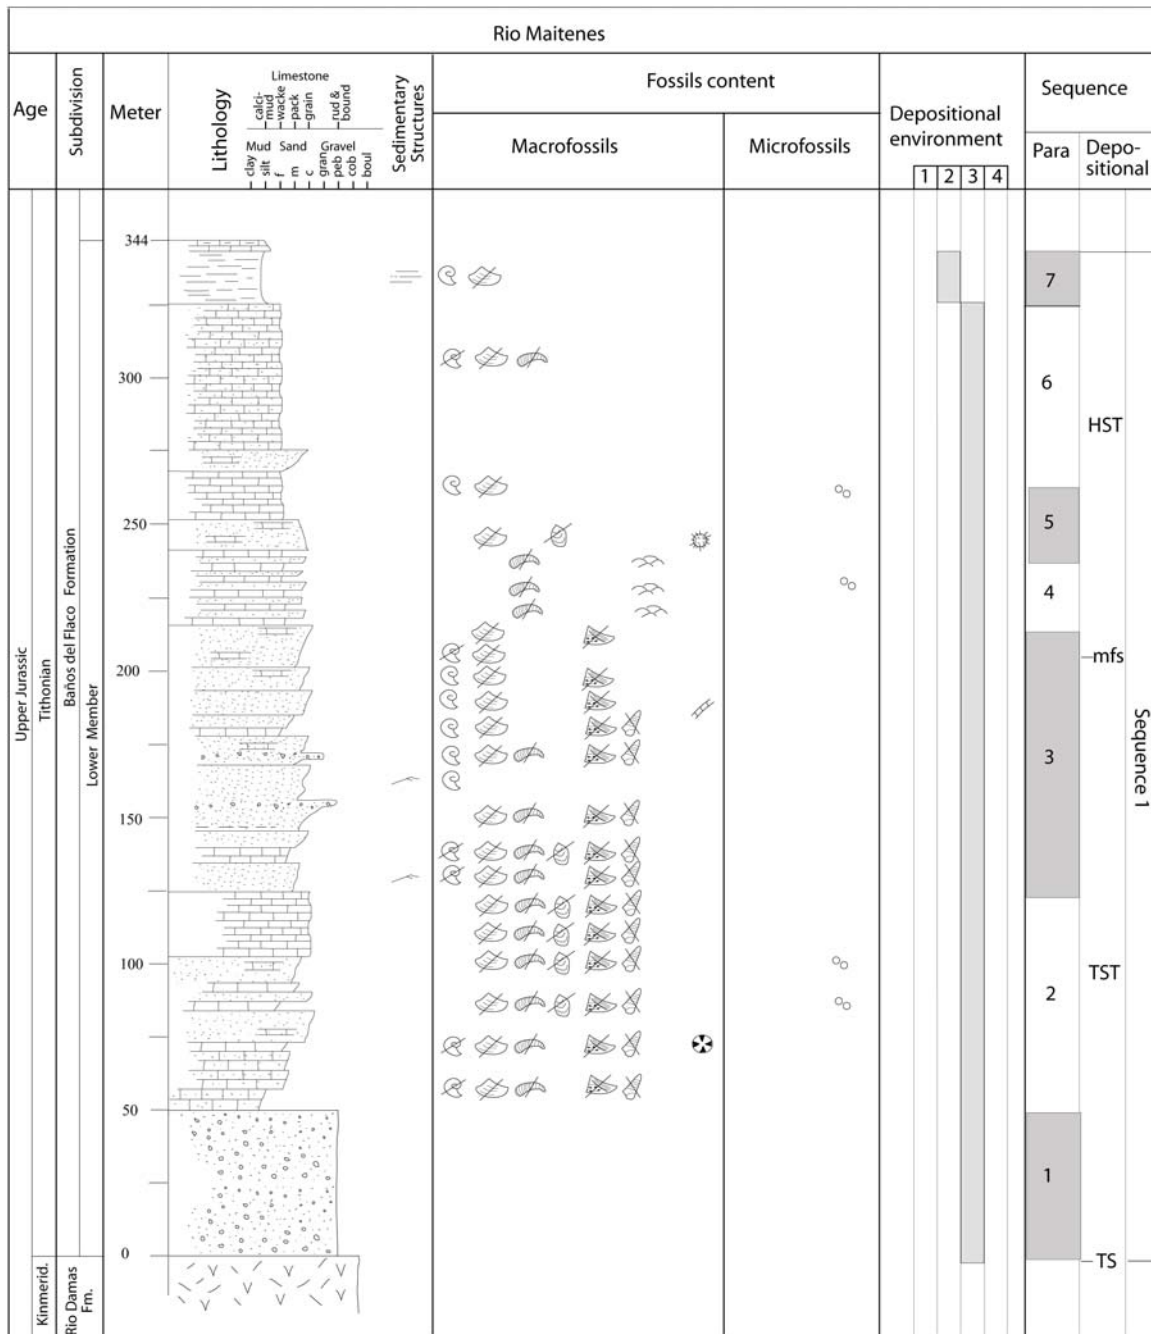 Rio Maitenes
Age
Subdivision
Meter
Lithology
Limestone
calci-
mud
wacke
pack
grain
rud &
bound
Mud Sand Gravel
clay
silt
f
m
c
gran
peb
cob
boul
Sedimentary
Structures
Fossils content
Macrofossils
Microfossils
Depositional
environment
1 2 3 4
Sequence
Para
Depo-
sitional
Upper Jurassic
Tithonian
Baños del Flaco Formation
Lower Member
344
300
250
200
150
100
50
0
7
6
5
4
3
2
1
HST
mfs
TST
TS
Sequence 1
Kinmerid.
Rio Damas
Fm.